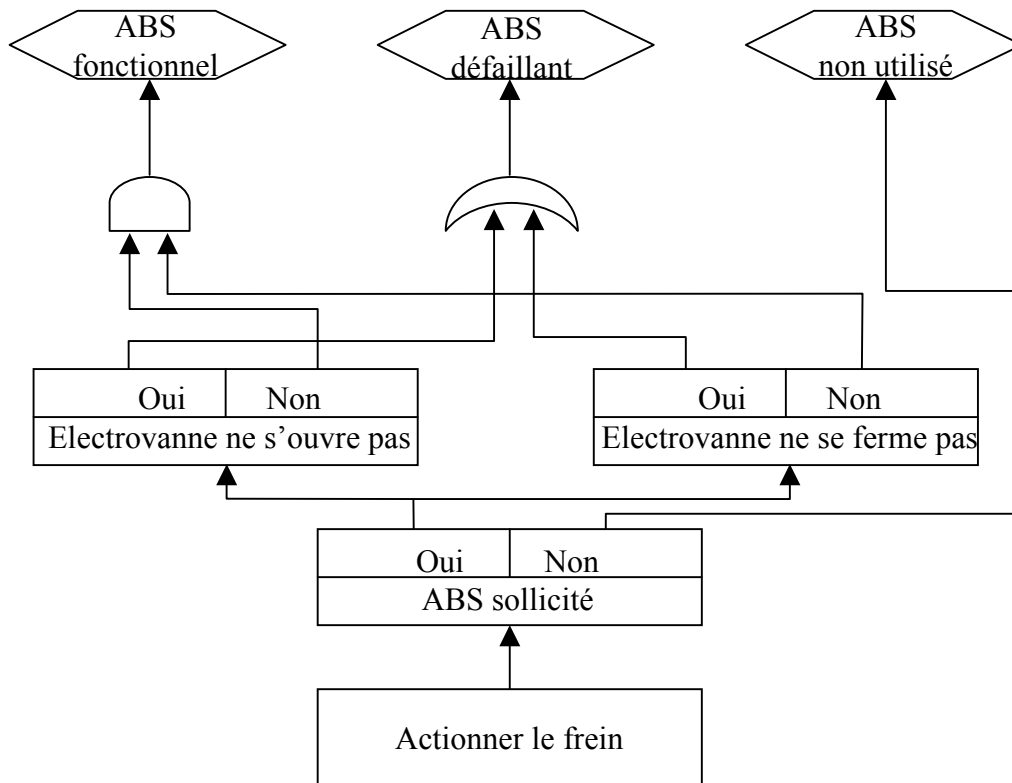 ABS
fonctionnel
ABS
défaillant
ABS
non utilisé
Oui
Non
Electrovanne ne s’ouvre pas
Oui
Non
Electrovanne ne se ferme pas
Oui
Non
ABS sollicité
Actionner le frein